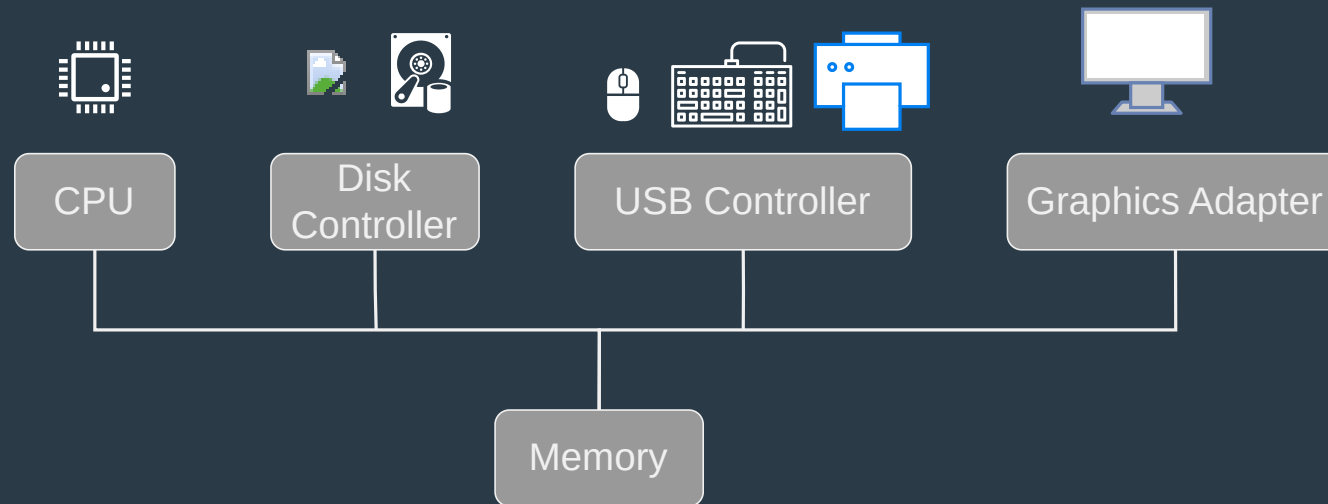 CPU
Disk
Controller
USB Controller
Graphics Adapter
Memory